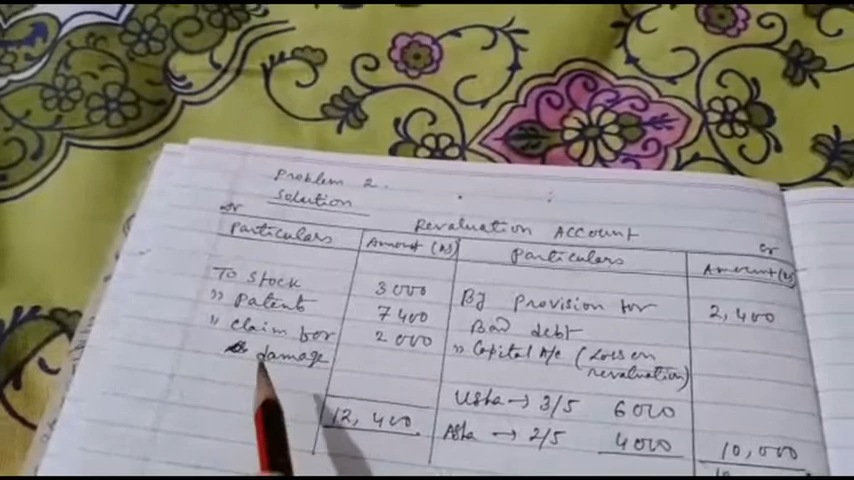 Problem 2.
Solution
Revaluation Account
Dr
Cr
Particulars Amount (Rs) Particulars Amount (Rs)
To Stock 3000 By provision for 2,400
" Patent 7400 Bad debt
" Claim for 2000 " Capital A/c (Loss on
damage revaluation)
Usha → 3/5 6000
12,400 Asha → 2/5 4000 10,000